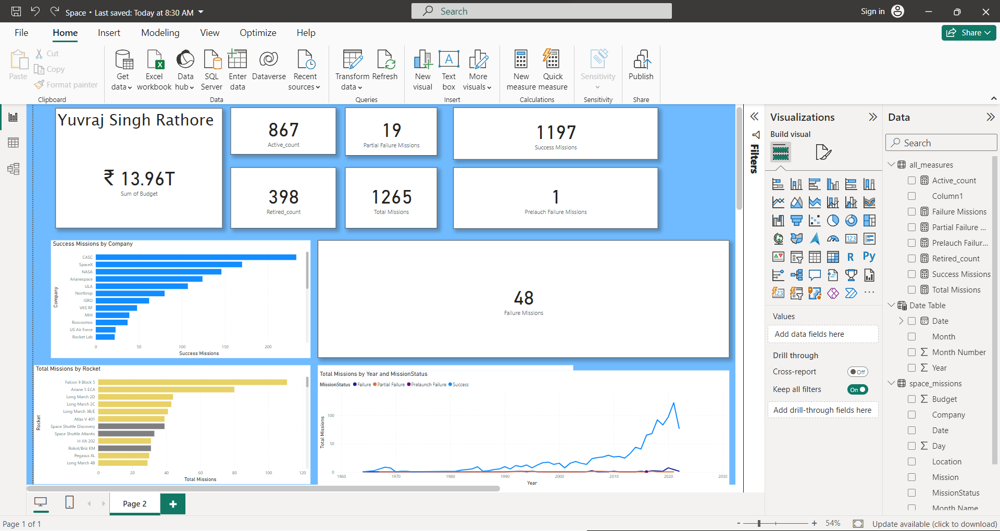 Space • Last saved: Today at 8:30 AM
Search
Sign in
File
Home
Insert
Modeling
View
Optimize
Help
Share
Paste
Cut
Copy
Format painter
Clipboard
Get data
Excel workbook
Data hub
SQL Server
Enter data
Dataverse
Recent sources
Data
Transform data
Refresh
Queries
New visual
Text box
More visuals
Insert
New measure
Quick measure
Calculations
Sensitivity
Sensitivity
Publish
Share
Yuvraj Singh Rathore
₹ 13.96T
Sum of Budget
867
Active_count
19
Partial Failure Missions
1197
Success Missions
398
Retired_count
1265
Total Missions
1
Prelauch Failure Missions
Success Missions by Company
Company
CASC
SpaceX
NASA
Arianespace
ULA
Northrop
ISRO
VKS RF
MHI
Roscosmos
US Air Force
Rocket Lab
0 50 100 150 200
Success Missions
48
Failure Missions
Total Missions by Rocket
Rocket
Falcon 9 Block 5
Ariane 5 ECA
Long March 2D
Long March 2C
Long March 3B/E
Atlas V 401
Space Shuttle Discovery
Space Shuttle Atlantis
H-IIA 202
Rokot/Briz KM
Pegasus XL
Long March 4B
0 20 40 60 80 100 120
Total Missions
Total Missions by Year and MissionStatus
MissionStatus Failure Partial Failure Prelaunch Failure Success
Total Missions
100
50
0
1960 1970 1980 1990 2000 2010 2020 2030
Year
Filters
Visualizations
Build visual
123
R
Py
123
Values
Add data fields here
Drill through
Cross-report
Off
Keep all filters
On
Add drill-through fields here
Data
Search
all_measures
Active_count
Column1
Failure Missions
Partial Failure ...
Prelauch Failur...
Retired_count
Success Missions
Total Missions
Date Table
Date
Month
Month Number
Year
space_missions
Budget
Company
Date
Day
Location
Mission
MissionStatus
Month Name
Page 2
Page 1 of 1
- + 54%
Update available (click to download)